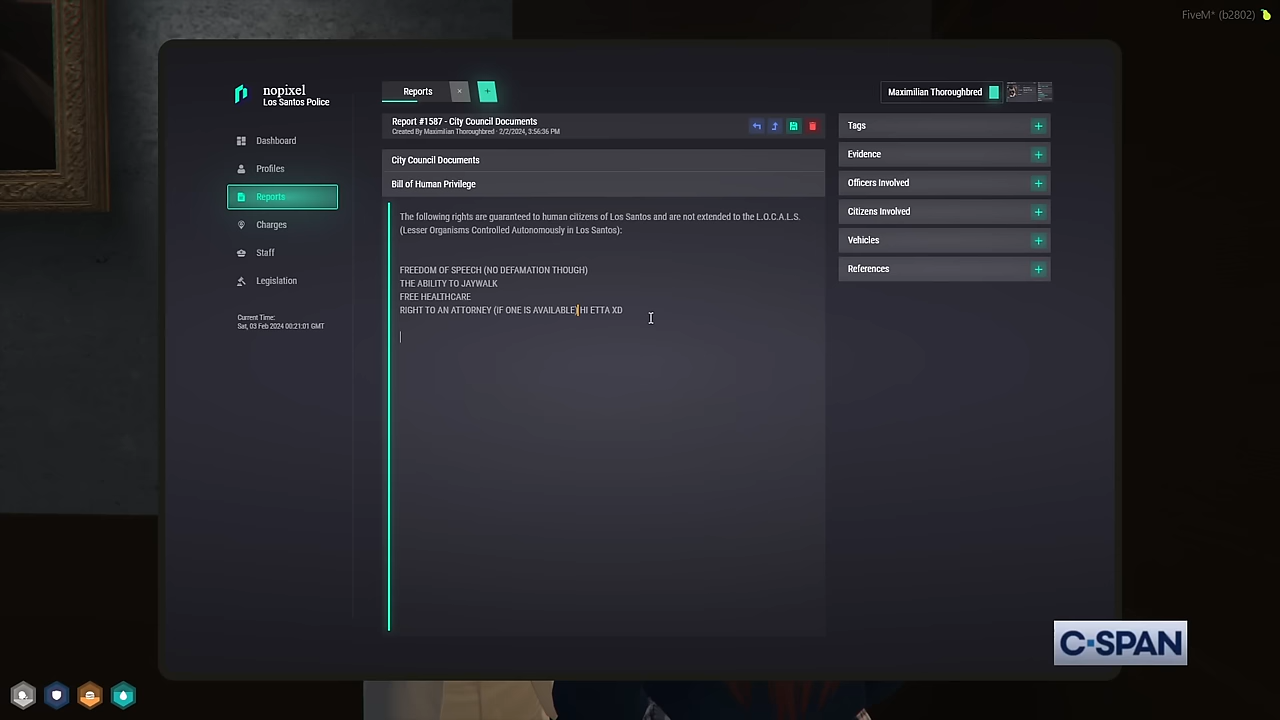 FiveM* (b2802)
nopixel
Los Santos Police
Reports
×
+
Maximilian Thoroughbred
Report #1587 - City Council Documents
Created By Maximilian Thoroughbred - 2/2/2024, 3:56:36 PM
Dashboard
Profiles
Reports
Charges
Staff
Legislation
Current Time:
Sat, 03 Feb 2024 00:21:01 GMT
City Council Documents
Bill of Human Privilege
The following rights are guaranteed to human citizens of Los Santos and are not extended to the L.O.C.A.L.S.
(Lesser Organisms Controlled Autonomously in Los Santos):
FREEDOM OF SPEECH (NO DEFAMATION THOUGH)
THE ABILITY TO JAYWALK
FREE HEALTHCARE
RIGHT TO AN ATTORNEY (IF ONE IS AVAILABLE) HI ETTA XD
Tags
Evidence
Officers Involved
Citizens Involved
Vehicles
References
C-SPAN